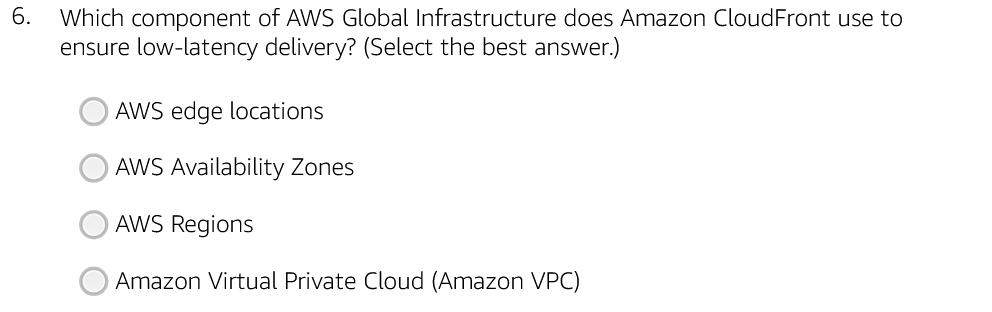 6. Which component of AWS Global Infrastructure does Amazon CloudFront use to
ensure low-latency delivery? (Select the best answer.)
AWS edge locations
AWS Availability Zones
AWS Regions
Amazon Virtual Private Cloud (Amazon VPC)